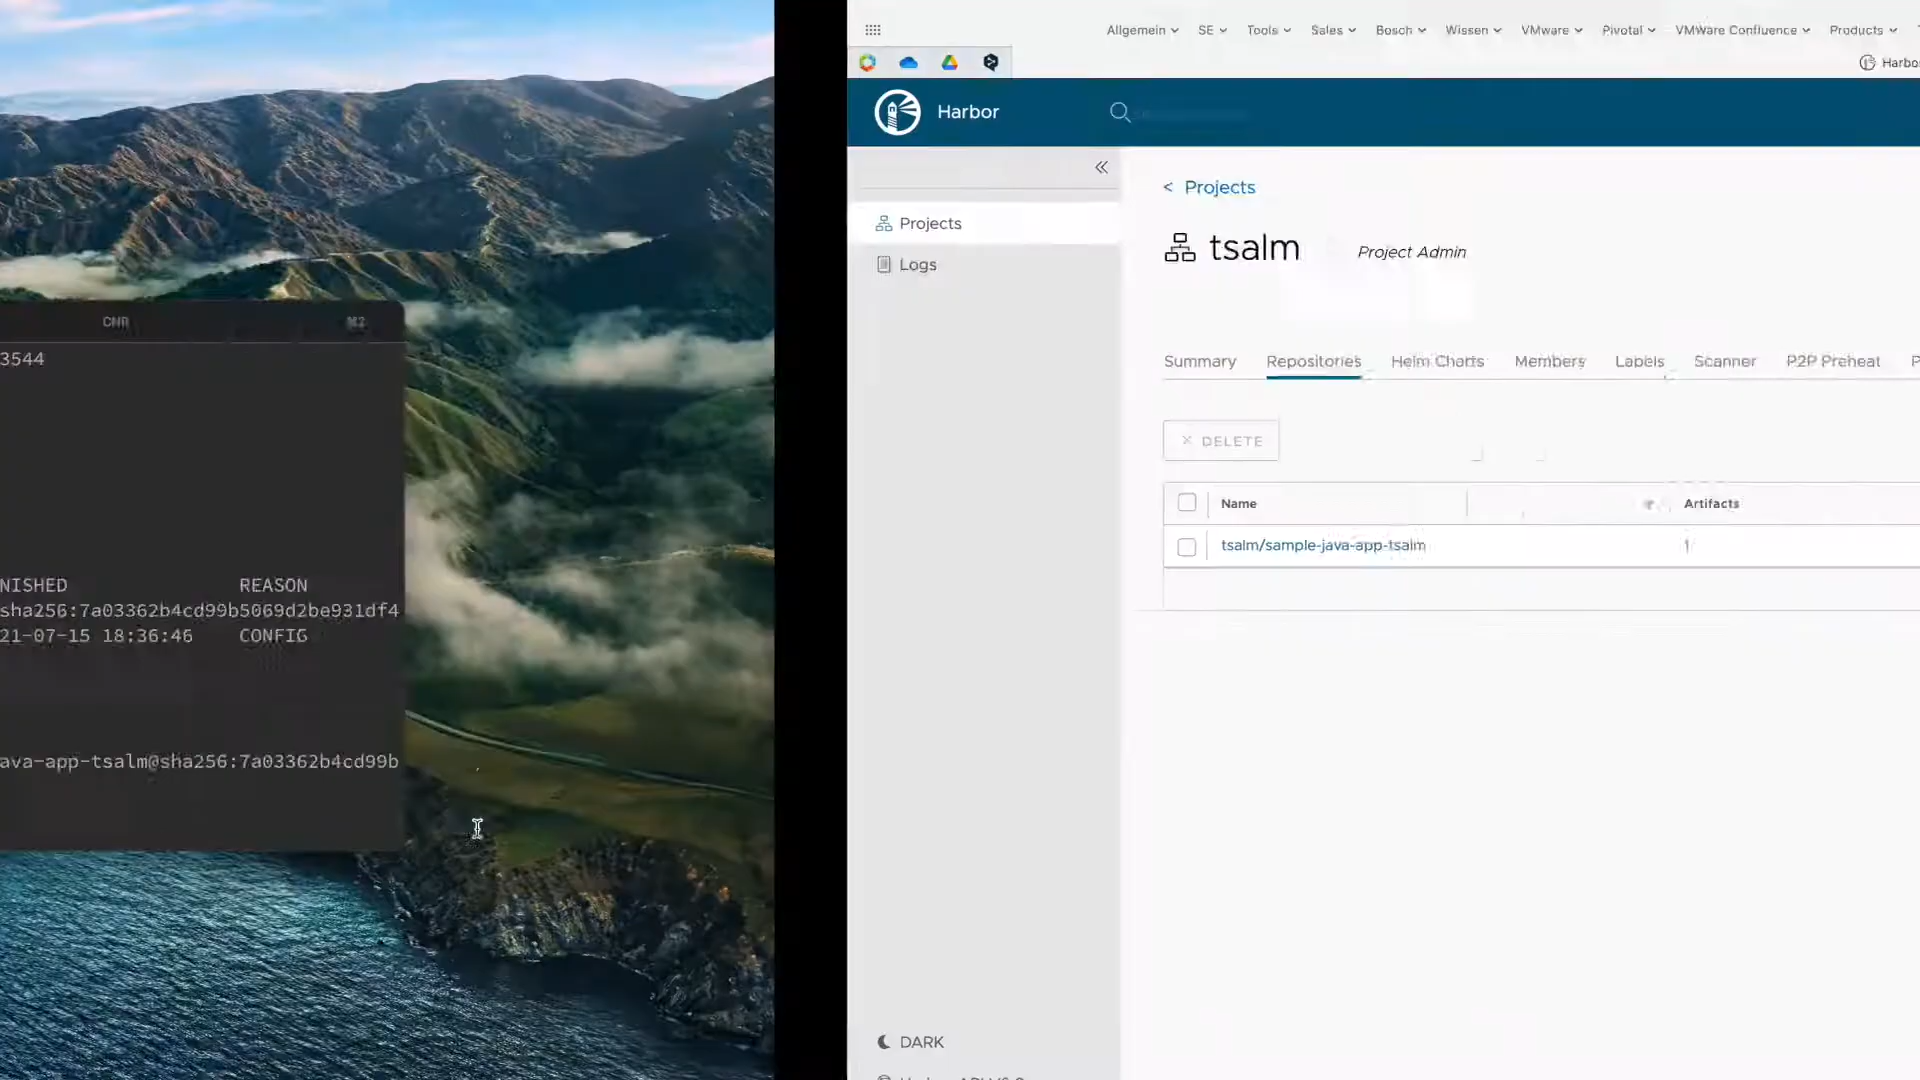 CNR ⌘2
3544
NISHED REASON
sha256:7a03362b4cd99b5069d2be931df4
21-07-15 18:36:46 CONFIG
ava-app-tsalm@sha256:7a03362b4cd99b
Allgemein SE Tools Sales Bosch Wissen VMware Pivotal VMWare Confluence Products
Harbo
Harbor
Projects
Logs
< Projects
tsalm Project Admin
Summary Repositories Helm Charts Members Labels Scanner P2P Preheat P
× DELETE
Name Artifacts
tsalm/sample-java-app-tsalm 1
DARK